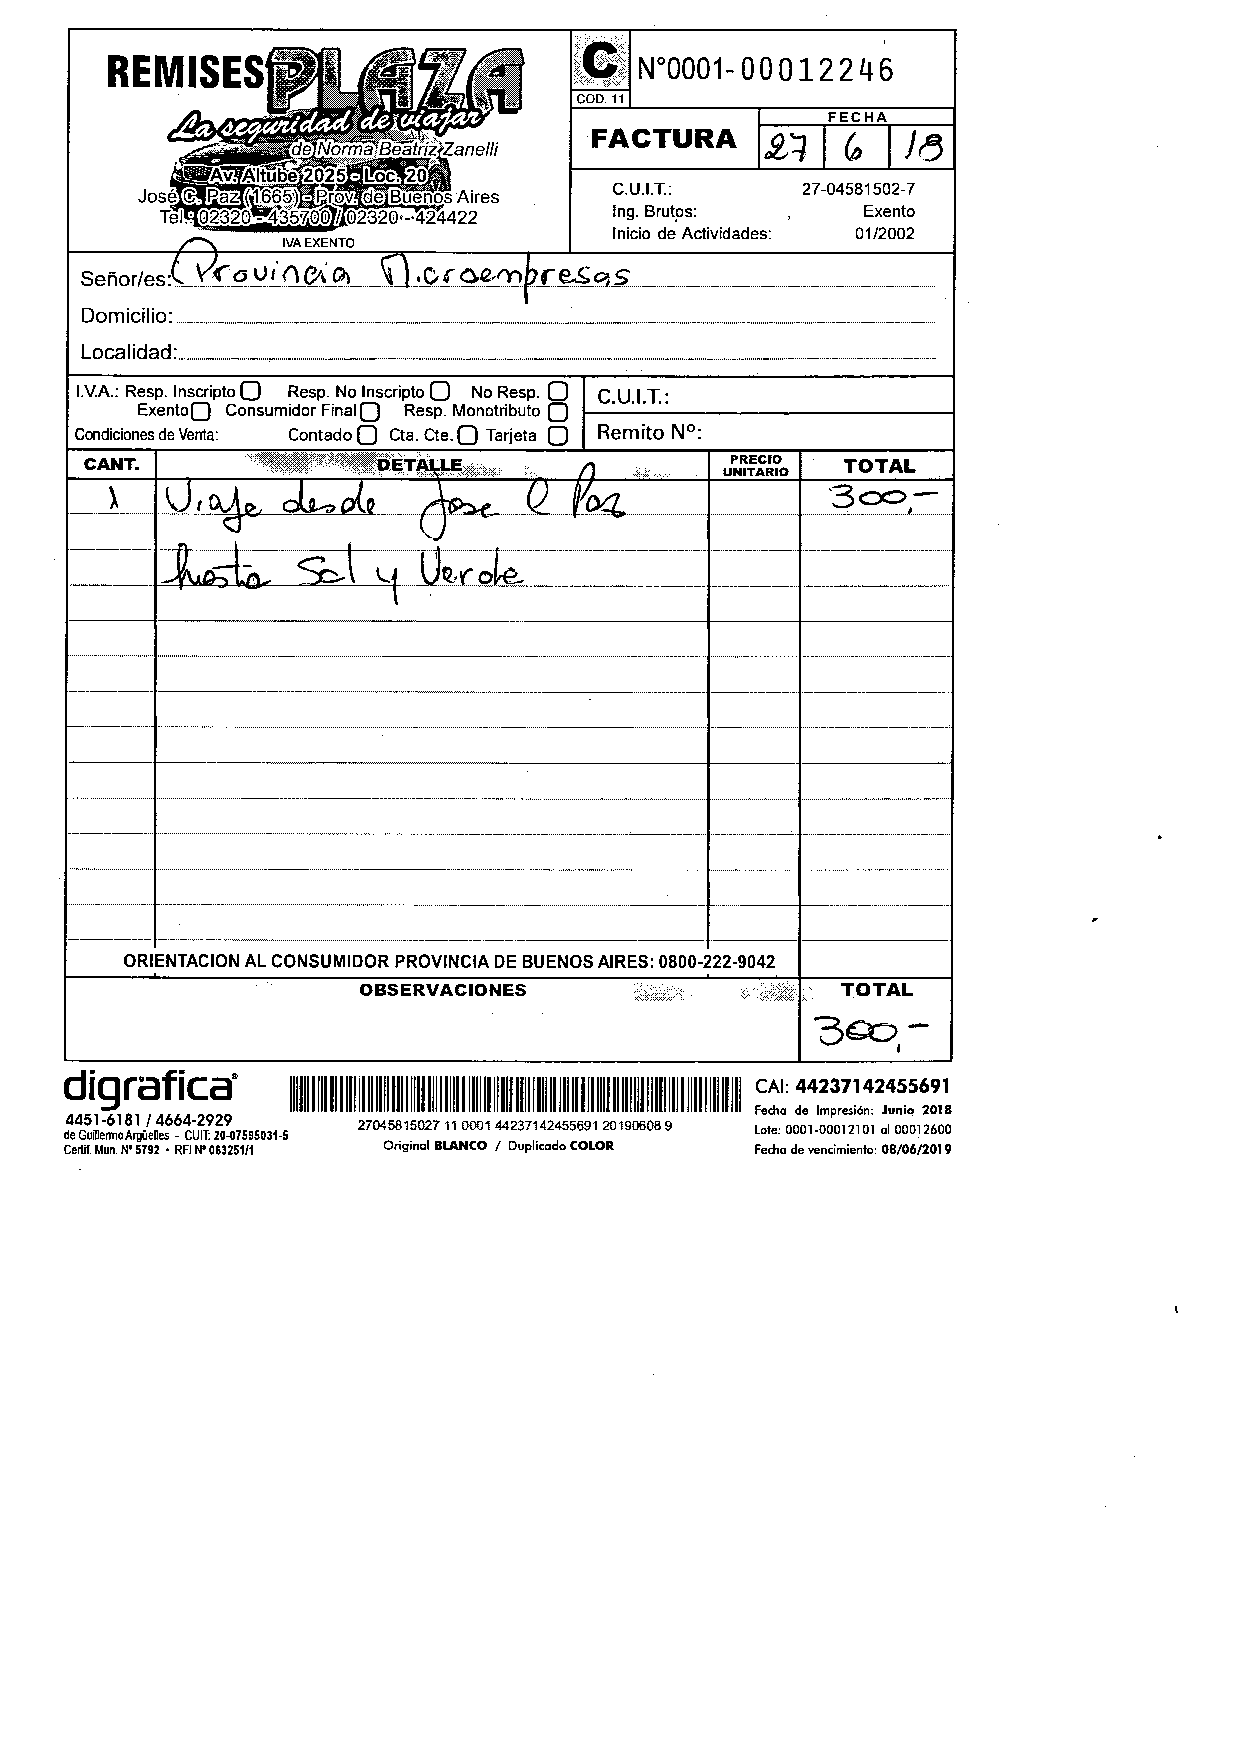 REMISES PLAZA
La seguridad de viajar
de Norma Beatriz Zanelli
Av. Altube 2025 - Loc. 20
José C. Paz (1665) - Prov. de Buenos Aires
Tel.: 02320 - 435700 / 02320 - 424422
IVA EXENTO
C
COD. 11
N°0001-00012246
FACTURA
FECHA
27 6 18
C.U.I.T.: 27-04581502-7
Ing. Brutos: Exento
Inicio de Actividades: 01/2002
Señor/es: Provincia Microempresas
Domicilio:
Localidad:
I.V.A.: Resp. Inscripto Resp. No Inscripto No Resp.
Exento Consumidor Final Resp. Monotributo
Condiciones de Venta: Contado Cta. Cte. Tarjeta
C.U.I.T.:
Remito Nº:
CANT. DETALLE PRECIO UNITARIO TOTAL
1 Viaje desde Jose C Paz 300,-
hasta Sol y Verde
ORIENTACION AL CONSUMIDOR PROVINCIA DE BUENOS AIRES: 0800-222-9042
OBSERVACIONES TOTAL
300,-
digrafica®
4451-6181 / 4664-2929
de Guillermo Argüelles - CUIT: 20-07595031-5
Certif. Mun. N° 5792 • RFI N° 063251/1
27045815027 11 0001 44237142455691 20190608 9
Original BLANCO / Duplicado COLOR
CAI: 44237142455691
Fecha de Impresión: Junio 2018
Lote: 0001-00012101 al 00012600
Fecha de vencimiento: 08/06/2019